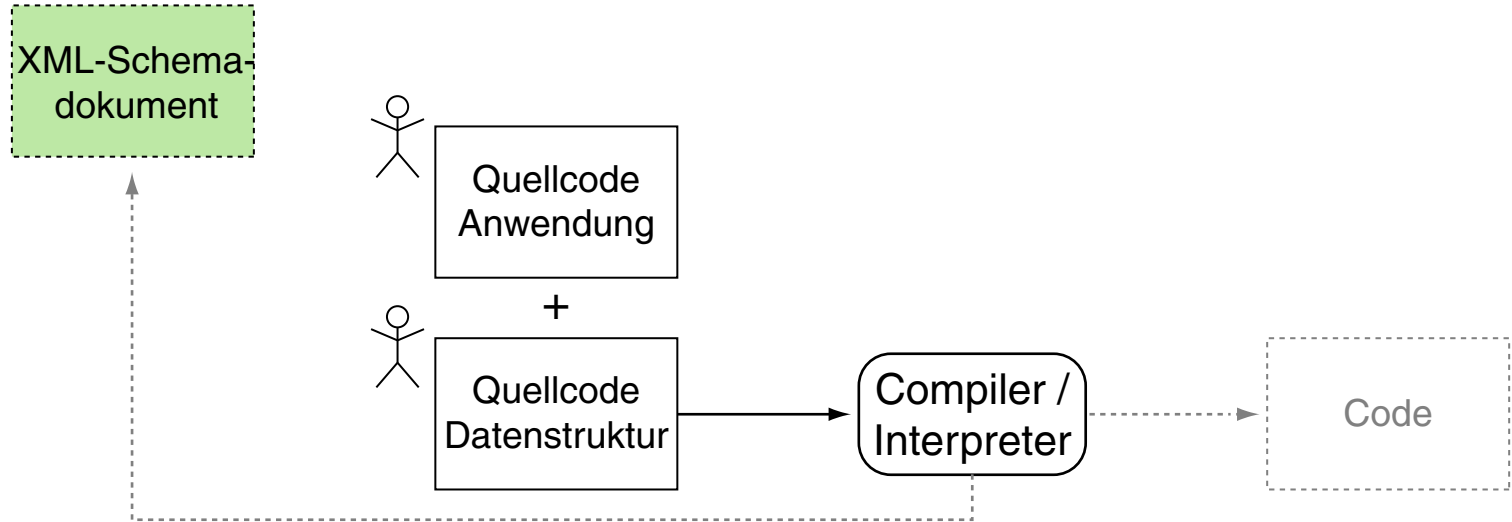 XML-Schema-
dokument
Quellcode
Anwendung
+
Quellcode
Datenstruktur
Compiler /
Interpreter
Code